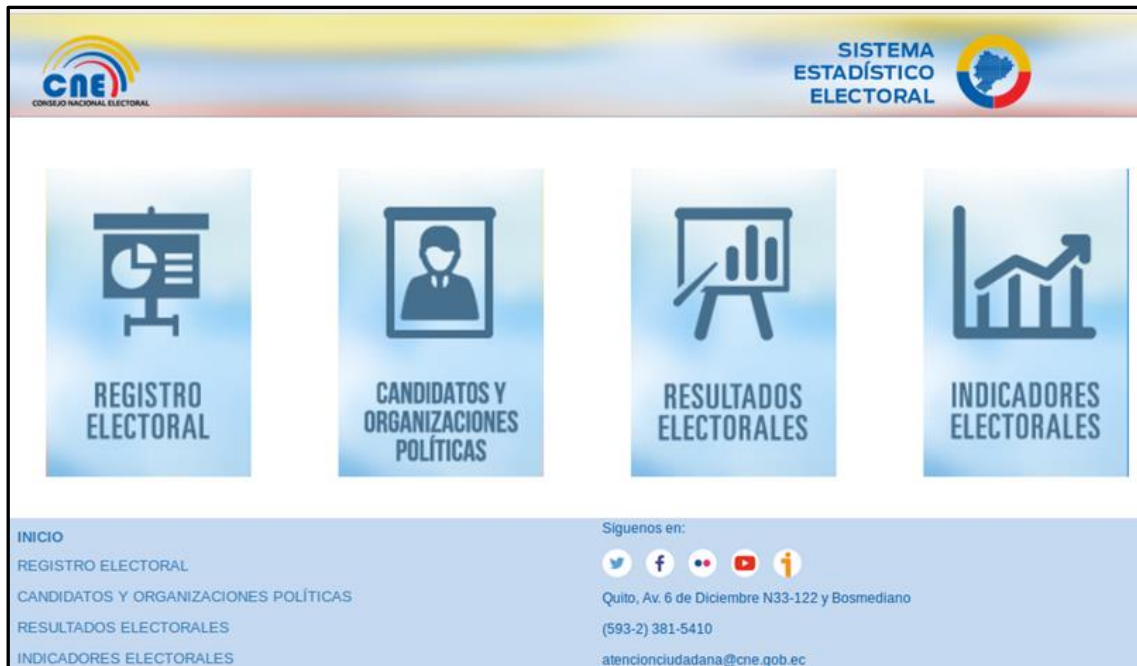 CNE
CONSEJO NACIONAL ELECTORAL
SISTEMA
ESTADÍSTICO
ELECTORAL
REGISTRO
ELECTORAL
CANDIDATOS Y
ORGANIZACIONES
POLÍTICAS
RESULTADOS
ELECTORALES
INDICADORES
ELECTORALES
INICIO
REGISTRO ELECTORAL
CANDIDATOS Y ORGANIZACIONES POLÍTICAS
RESULTADOS ELECTORALES
INDICADORES ELECTORALES
Síguenos en:
Quito, Av. 6 de Diciembre N33-122 y Bosmediano
(593-2) 381-5410
atencionciudadana@cne.gob.ec